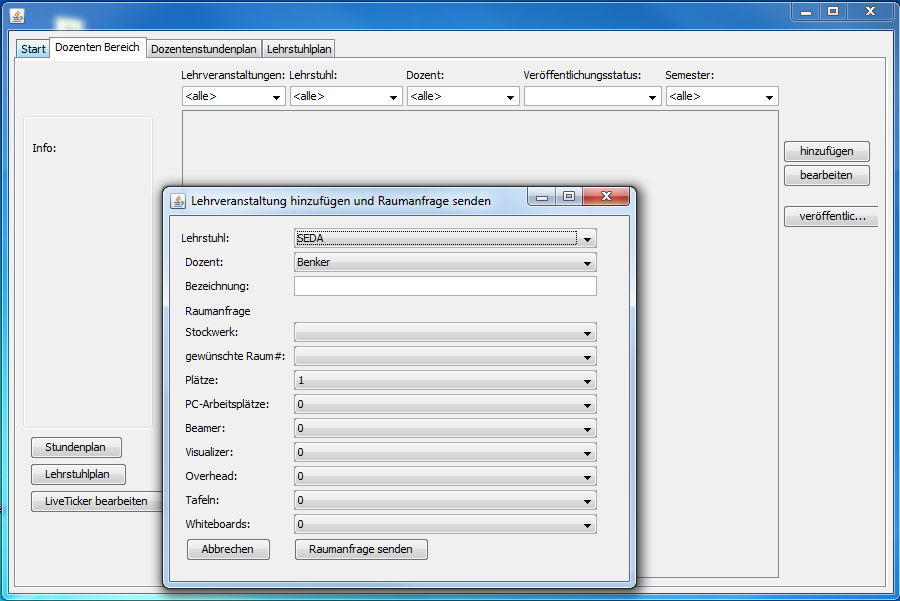 Start Dozenten Bereich Dozentenstundenplan Lehrstuhlplan
Lehrveranstaltungen: Lehrstuhl: Dozent: Veröffentlichungsstatus: Semester:
<alle> <alle> <alle> <alle>
Info:
hinzufügen
bearbeiten
veröffentlic...
Lehrveranstaltung hinzufügen und Raumanfrage senden
Lehrstuhl: SEDA
Dozent: Benker
Bezeichnung:
Raumanfrage
Stockwerk:
gewünschte Raum#:
Plätze: 1
PC-Arbeitsplätze: 0
Beamer: 0
Visualizer: 0
Overhead: 0
Tafeln: 0
Whiteboards: 0
Abbrechen Raumanfrage senden
Stundenplan
Lehrstuhlplan
LiveTicker bearbeiten